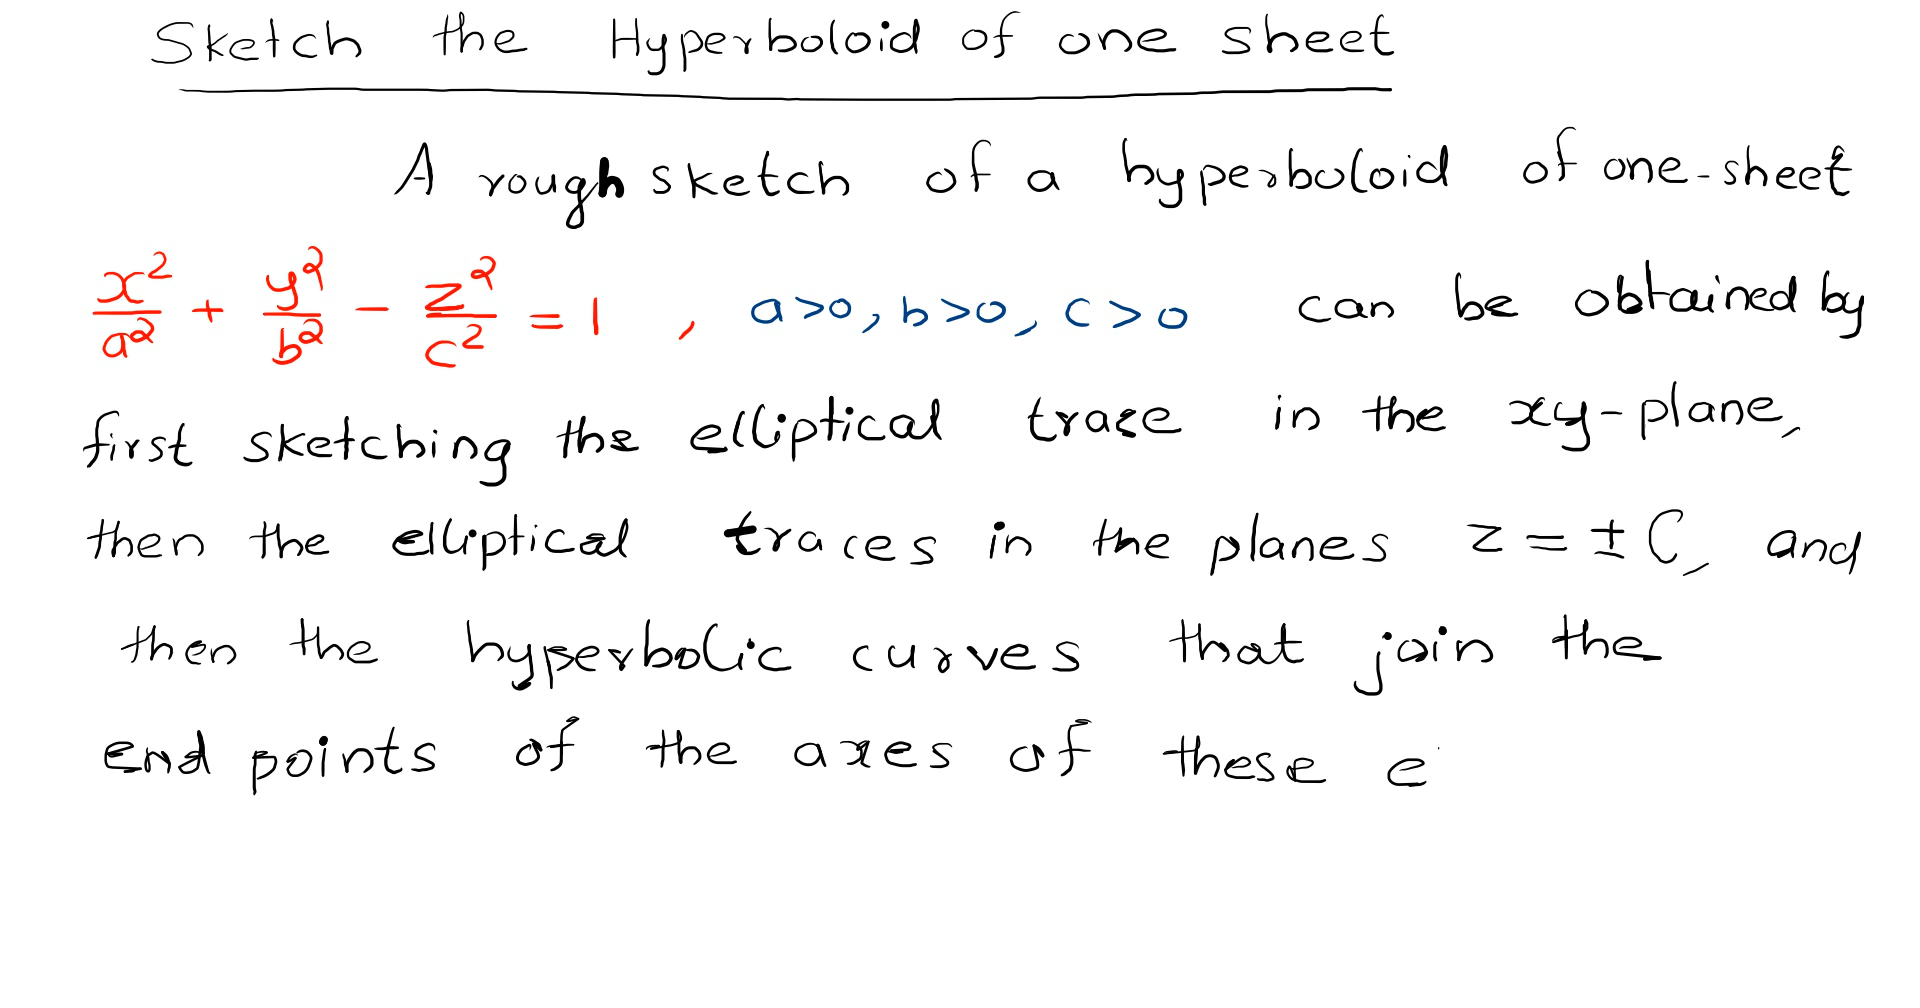 Sketch the Hyperboloid of one sheet
A rough sketch of a hyperboloid of one-sheet
x²/a² + y²/b² - z²/c² = 1 , a>0, b>0, c>0 can be obtained by
first sketching the elliptical trace in the xy-plane,
then the elliptical traces in the planes z = ± C, and
then the hyperbolic curves that join the
end points of the axes of these e